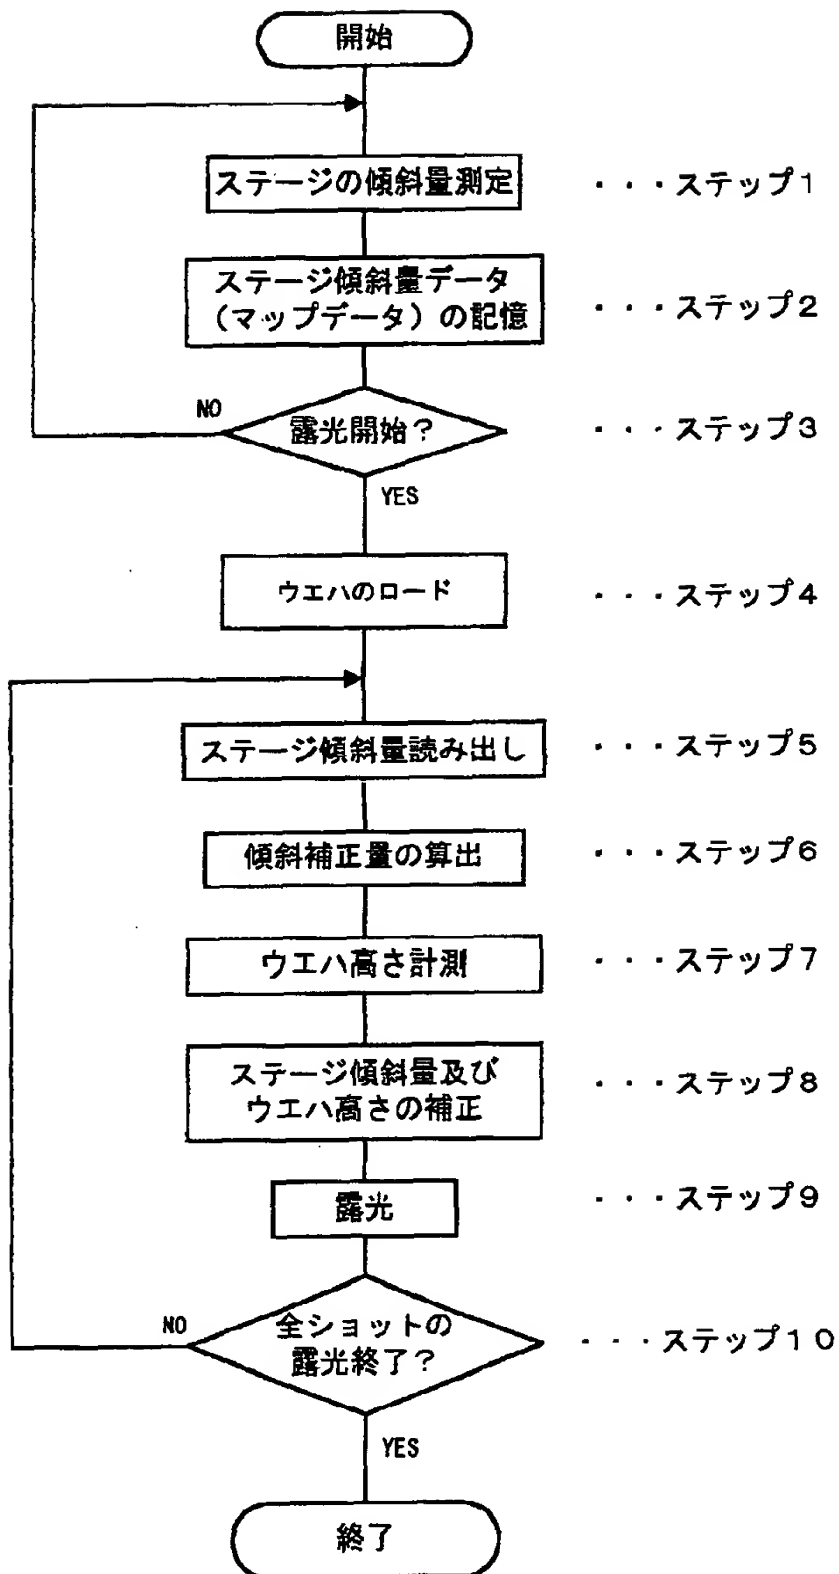 開始
ステージの傾斜量測定 ・・・ステップ1
ステージ傾斜量データ
(マップデータ)の記憶 ・・・ステップ2
NO
露光開始? ・・・ステップ3
YES
ウエハのロード ・・・ステップ4
ステージ傾斜量読み出し ・・・ステップ5
傾斜補正量の算出 ・・・ステップ6
ウエハ高さ計測 ・・・ステップ7
ステージ傾斜量及び
ウエハ高さの補正 ・・・ステップ8
露光 ・・・ステップ9
NO
全ショットの
露光終了? ・・・ステップ10
YES
終了